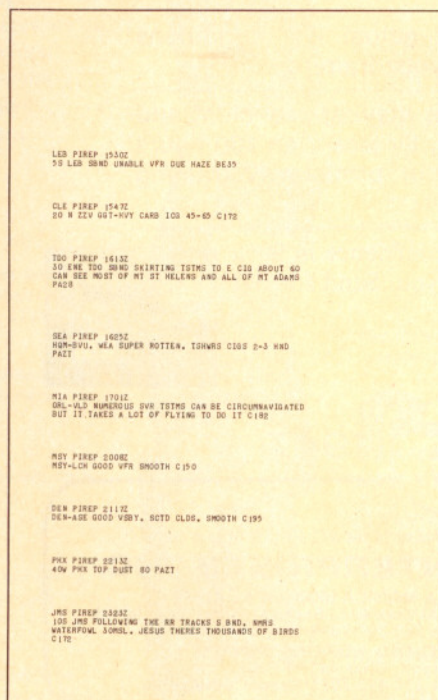 LEB PIREP 1530Z
5S LEB SBND UNABLE VFR DUE HAZE BE35
CLE PIREP 1547Z
20 N ZZV GGT-HVY CARB ICG 45-65 C172
TDO PIREP 1613Z
30 ENE TDO SBND SKIRTING TSTMS TO E CIG ABOUT 60
CAN SEE MOST OF MT ST HELENS AND ALL OF MT ADAMS
PA28
SEA PIREP 1625Z
HQM-BVU, WEA SUPER ROTTEN, TSHWRS CIGS 2-3 HND
PAZT
MIA PIREP 1701Z
ORL-VLD NUMEROUS SVR TSTMS CAN BE CIRCUMNAVIGATED
BUT IT TAKES A LOT OF FLYING TO DO IT C182
MSY PIREP 2008Z
MSY-LCH GOOD VFR SMOOTH C150
DEN PIREP 2117Z
DEN-ASE GOOD VSBY, SCTD CLDS, SMOOTH C195
PHX PIREP 2213Z
40W PHX TOP DUST 80 PAZT
JMS PIREP 2323Z
10S JMS FOLLOWING THE RR TRACKS S BND, NMRS
WATERFOWL 30MSL, JESUS THERES THOUSANDS OF BIRDS
C172